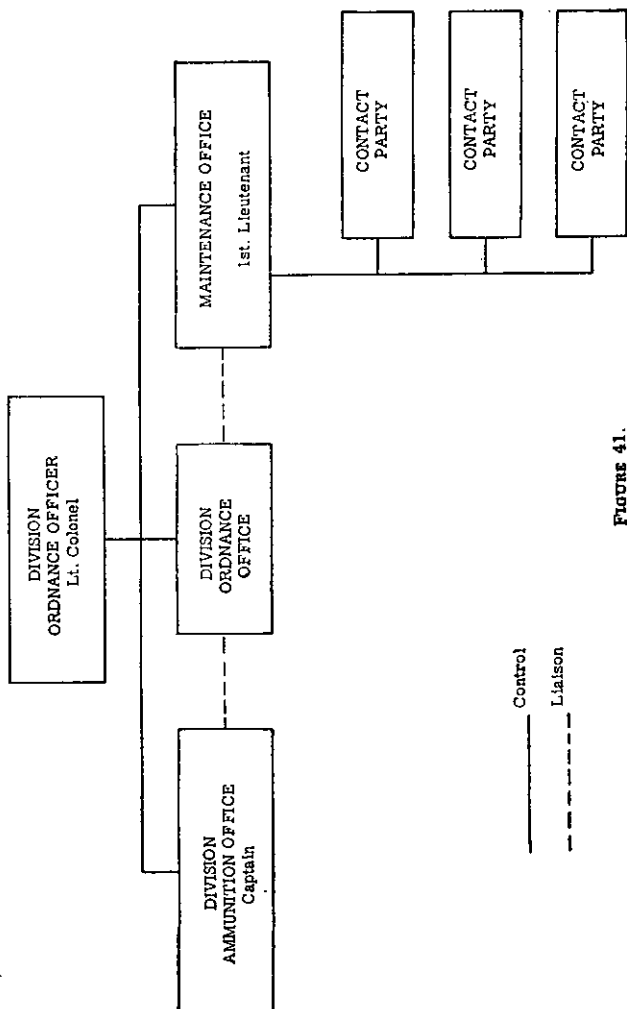 DIVISION
ORDNANCE OFFICER
Lt. Colonel
DIVISION
AMMUNITION OFFICE
Captain
DIVISION
ORDNANCE
OFFICE
MAINTENANCE OFFICE
1st. Lieutenant
CONTACT
PARTY
CONTACT
PARTY
CONTACT
PARTY
Control
Liaison
FIGURE 41.